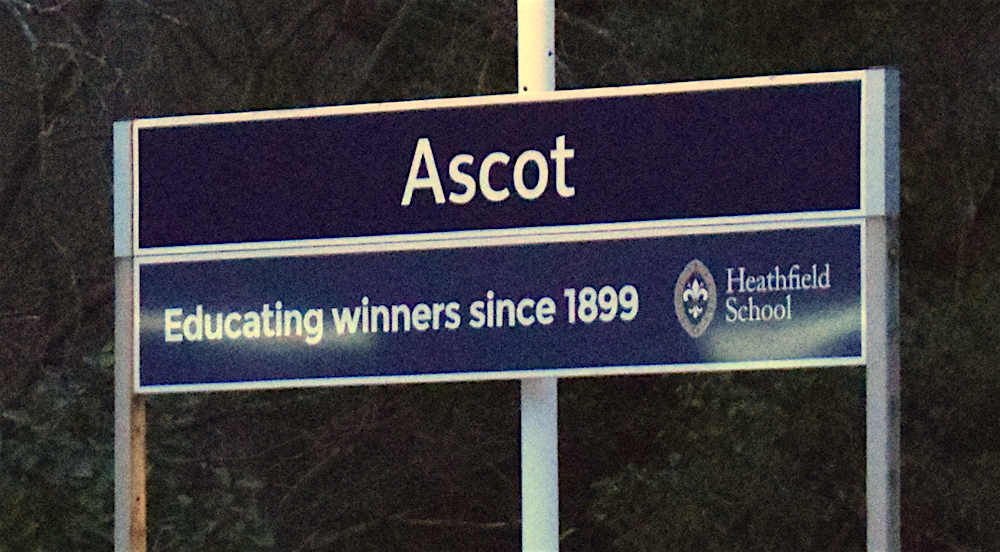 Ascot
Educating winners since 1899
Heathfield
School